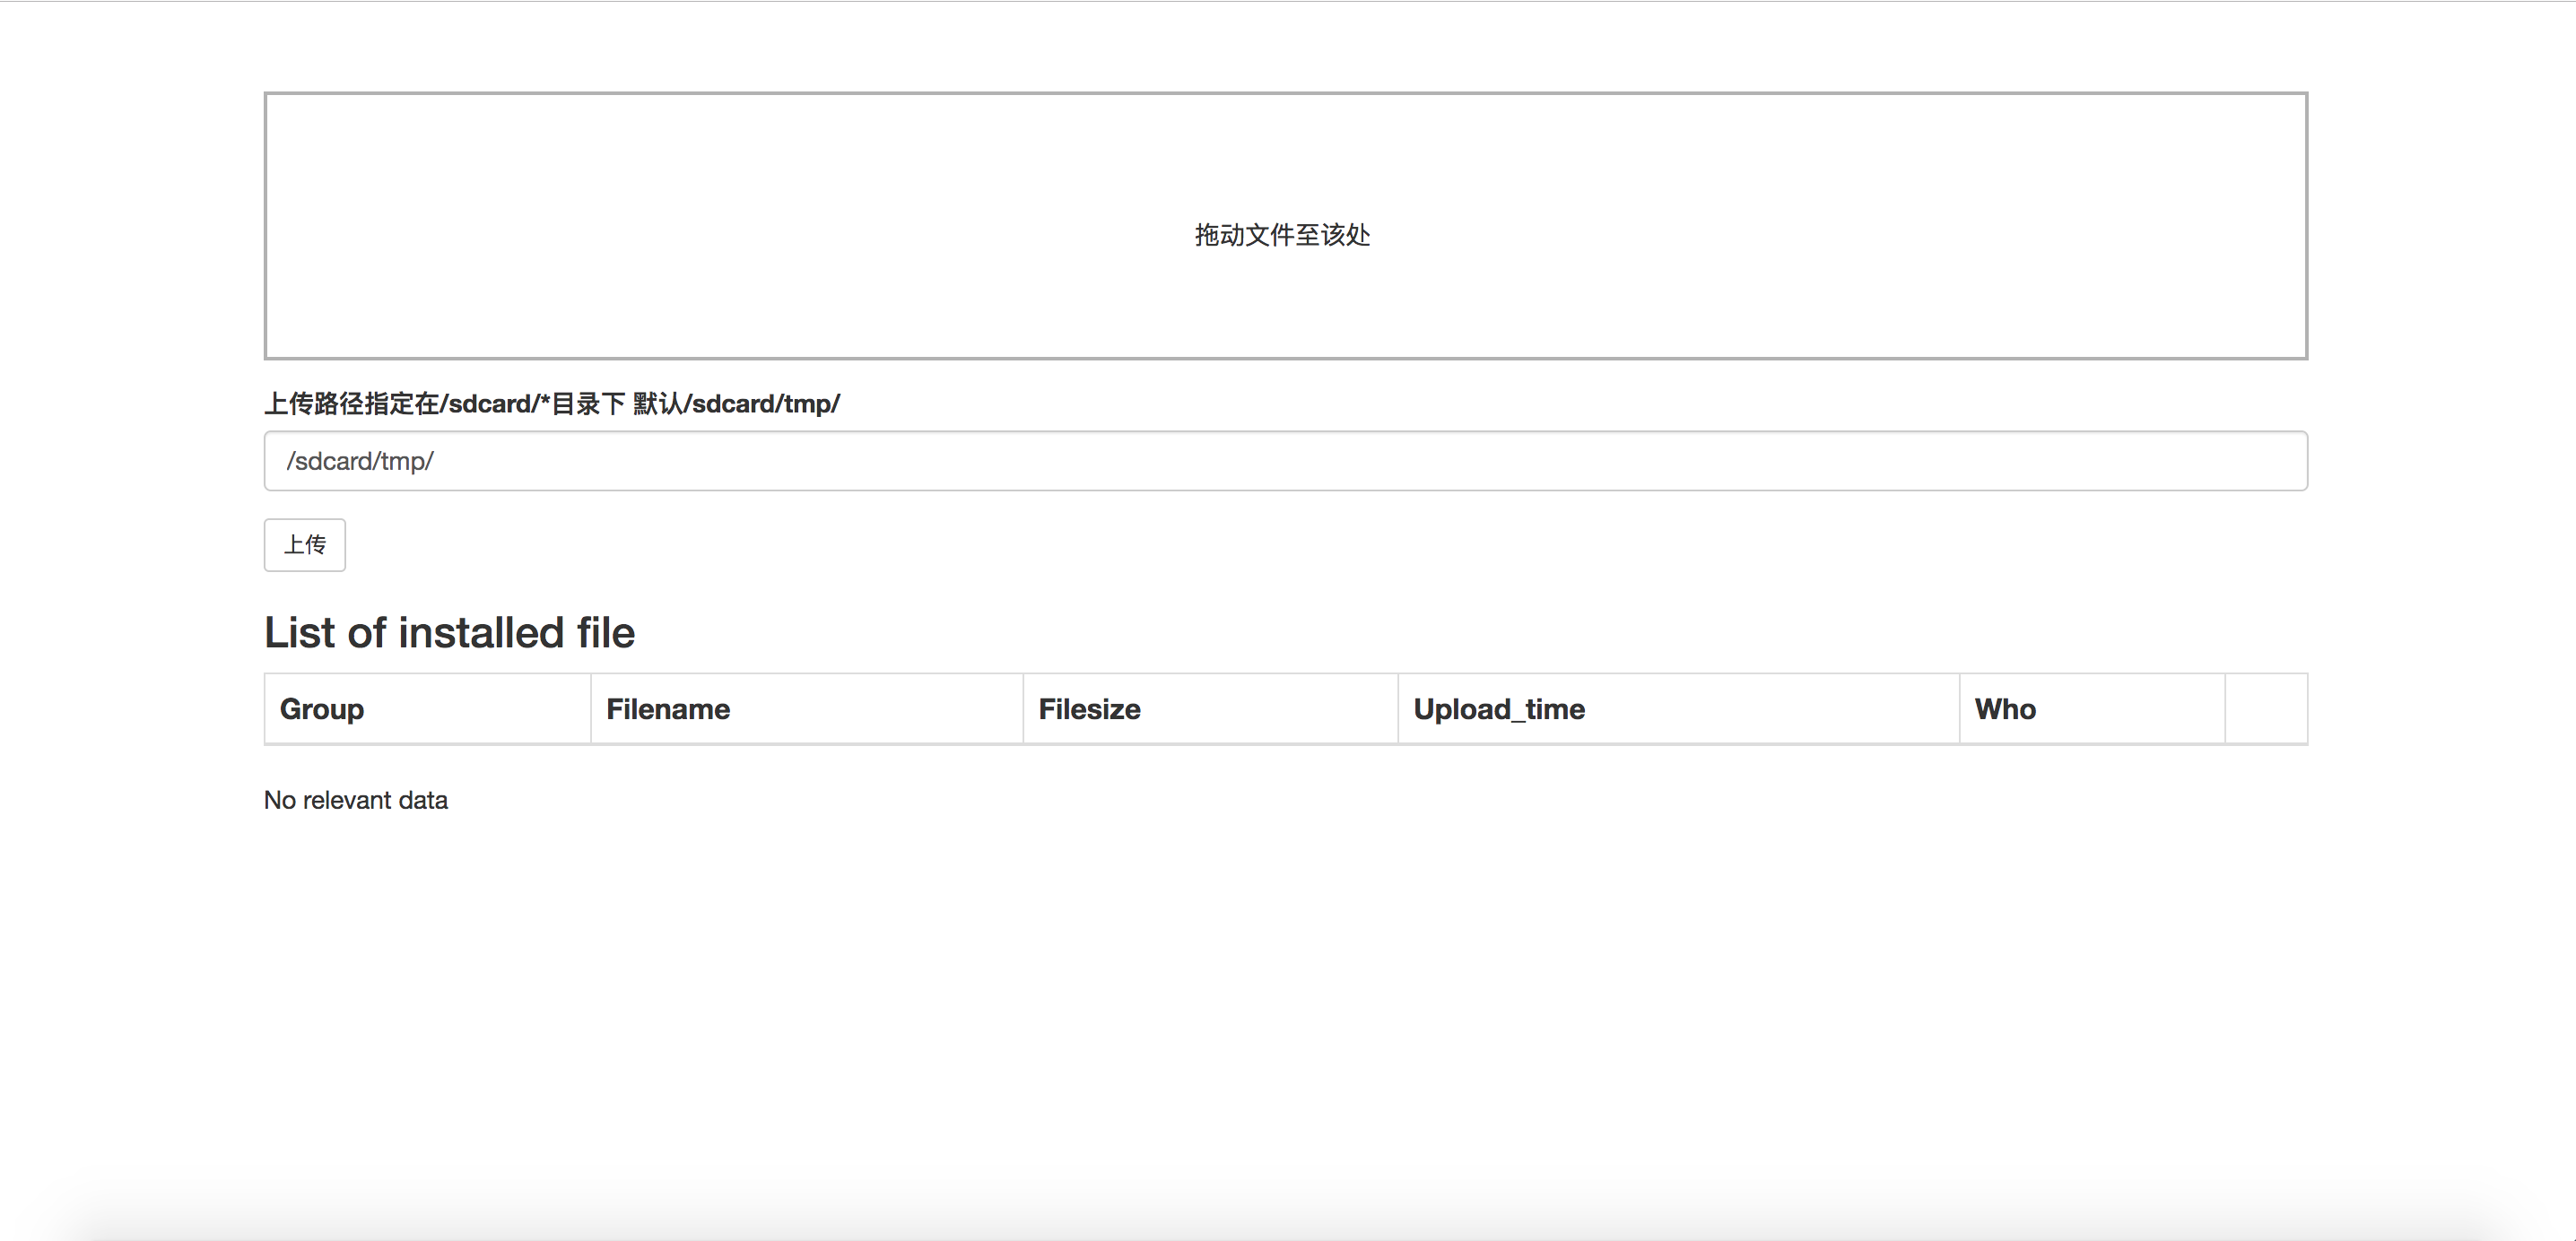 拖动文件至该处
上传路径指定在/sdcard/*目录下 默认/sdcard/tmp/
/sdcard/tmp/
上传
List of installed file
Group Filename Filesize Upload_time Who
No relevant data